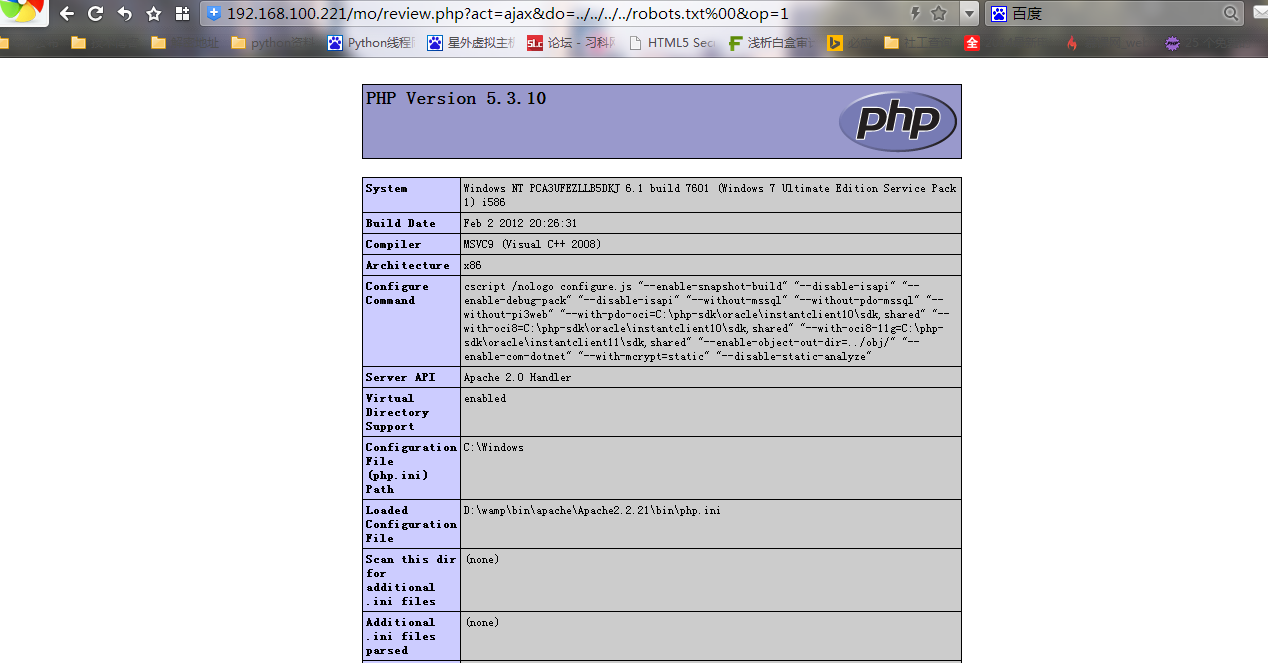 192.168.100.221/mo/review.php?act=ajax&do=../../../../robots.txt%00&op=1
百度
python资料
Python线程
星外虚拟主机
论坛 - 习科
HTML5 Sec
浅析白盒审
PHP Version 5.3.10
php
System
Windows NT PCA3UFEZLLB5DKJ 6.1 build 7601 (Windows 7 Ultimate Edition Service Pack
1) i586
Build Date
Feb 2 2012 20:26:31
Compiler
MSVC9 (Visual C++ 2008)
Architecture
x86
Configure
Command
cscript /nologo configure.js "--enable-snapshot-build" "--disable-isapi" "--
enable-debug-pack" "--disable-isapi" "--without-mssql" "--without-pdo-mssql" "--
without-pi3web" "--with-pdo-oci=C:\php-sdk\oracle\instantclient10\sdk,shared" "--
with-oci8=C:\php-sdk\oracle\instantclient10\sdk,shared" "--with-oci8-11g=C:\php-
sdk\oracle\instantclient11\sdk,shared" "--enable-object-out-dir=../obj/" "--
enable-com-dotnet" "--with-mcrypt=static" "--disable-static-analyze"
Server API
Apache 2.0 Handler
Virtual
Directory
Support
enabled
Configuration
File
(php.ini)
Path
C:\Windows
Loaded
Configuration
File
D:\wamp\bin\apache\Apache2.2.21\bin\php.ini
Scan this dir
for
additional
.ini files
(none)
Additional
.ini files
parsed
(none)